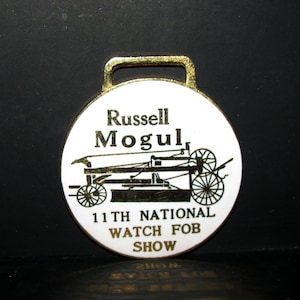 Russell
Mogul
11TH NATIONAL
WATCH FOB
SHOW